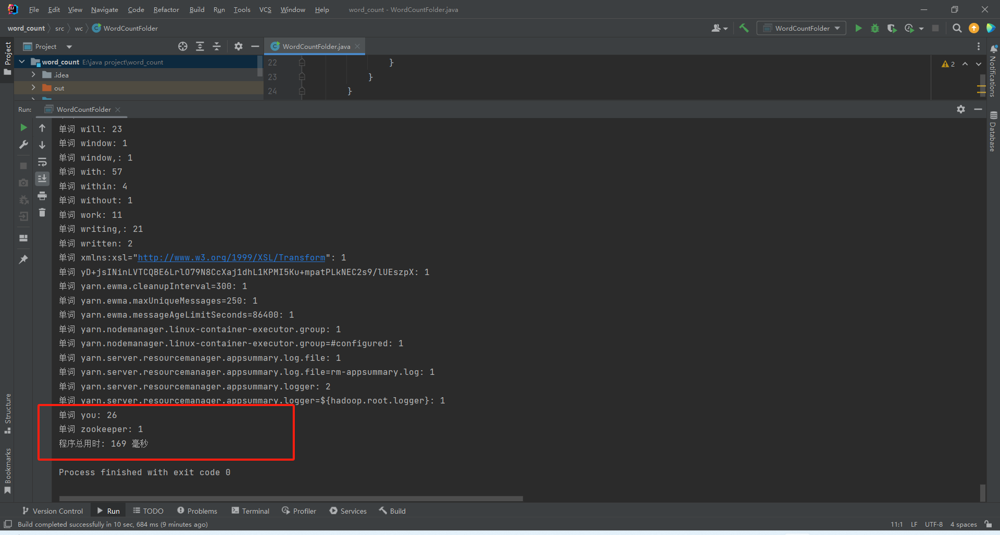 File Edit View Navigate Code Refactor Build Run Tools VCS Window Help word_count - WordCountFolder.java
word_count src wc WordCountFolder
WordCountFolder
Project
Project
WordCountFolder.java
word_count E:\java project\word_count
.idea
out
22 }
23 }
24 }
2
Notifications
Database
Run: WordCountFolder
单词 will: 23
单词 window: 1
单词 window,: 1
单词 with: 57
单词 within: 4
单词 without: 1
单词 work: 11
单词 writing,: 21
单词 written: 2
单词 xmlns:xsl="http://www.w3.org/1999/XSL/Transform": 1
单词 yD+jsINinLVTCQBE6LrlO79N8CcXaj1dhL1KPMI5Ku+mpatPLkNEC2s9/lUEszpX: 1
单词 yarn.ewma.cleanupInterval=300: 1
单词 yarn.ewma.maxUniqueMessages=250: 1
单词 yarn.ewma.messageAgeLimitSeconds=86400: 1
单词 yarn.nodemanager.linux-container-executor.group: 1
单词 yarn.nodemanager.linux-container-executor.group=#configured: 1
单词 yarn.server.resourcemanager.appsummary.log.file: 1
单词 yarn.server.resourcemanager.appsummary.log.file=rm-appsummary.log: 1
单词 yarn.server.resourcemanager.appsummary.logger: 2
单词 yarn.server.resourcemanager.appsummary.logger=${hadoop.root.logger}: 1
单词 you: 26
单词 zookeeper: 1
程序总用时: 169 毫秒
Process finished with exit code 0
Structure
Bookmarks
Version Control Run TODO Problems Terminal Profiler Services Build
Build completed successfully in 10 sec, 684 ms (9 minutes ago)
11:1 LF UTF-8 4 spaces